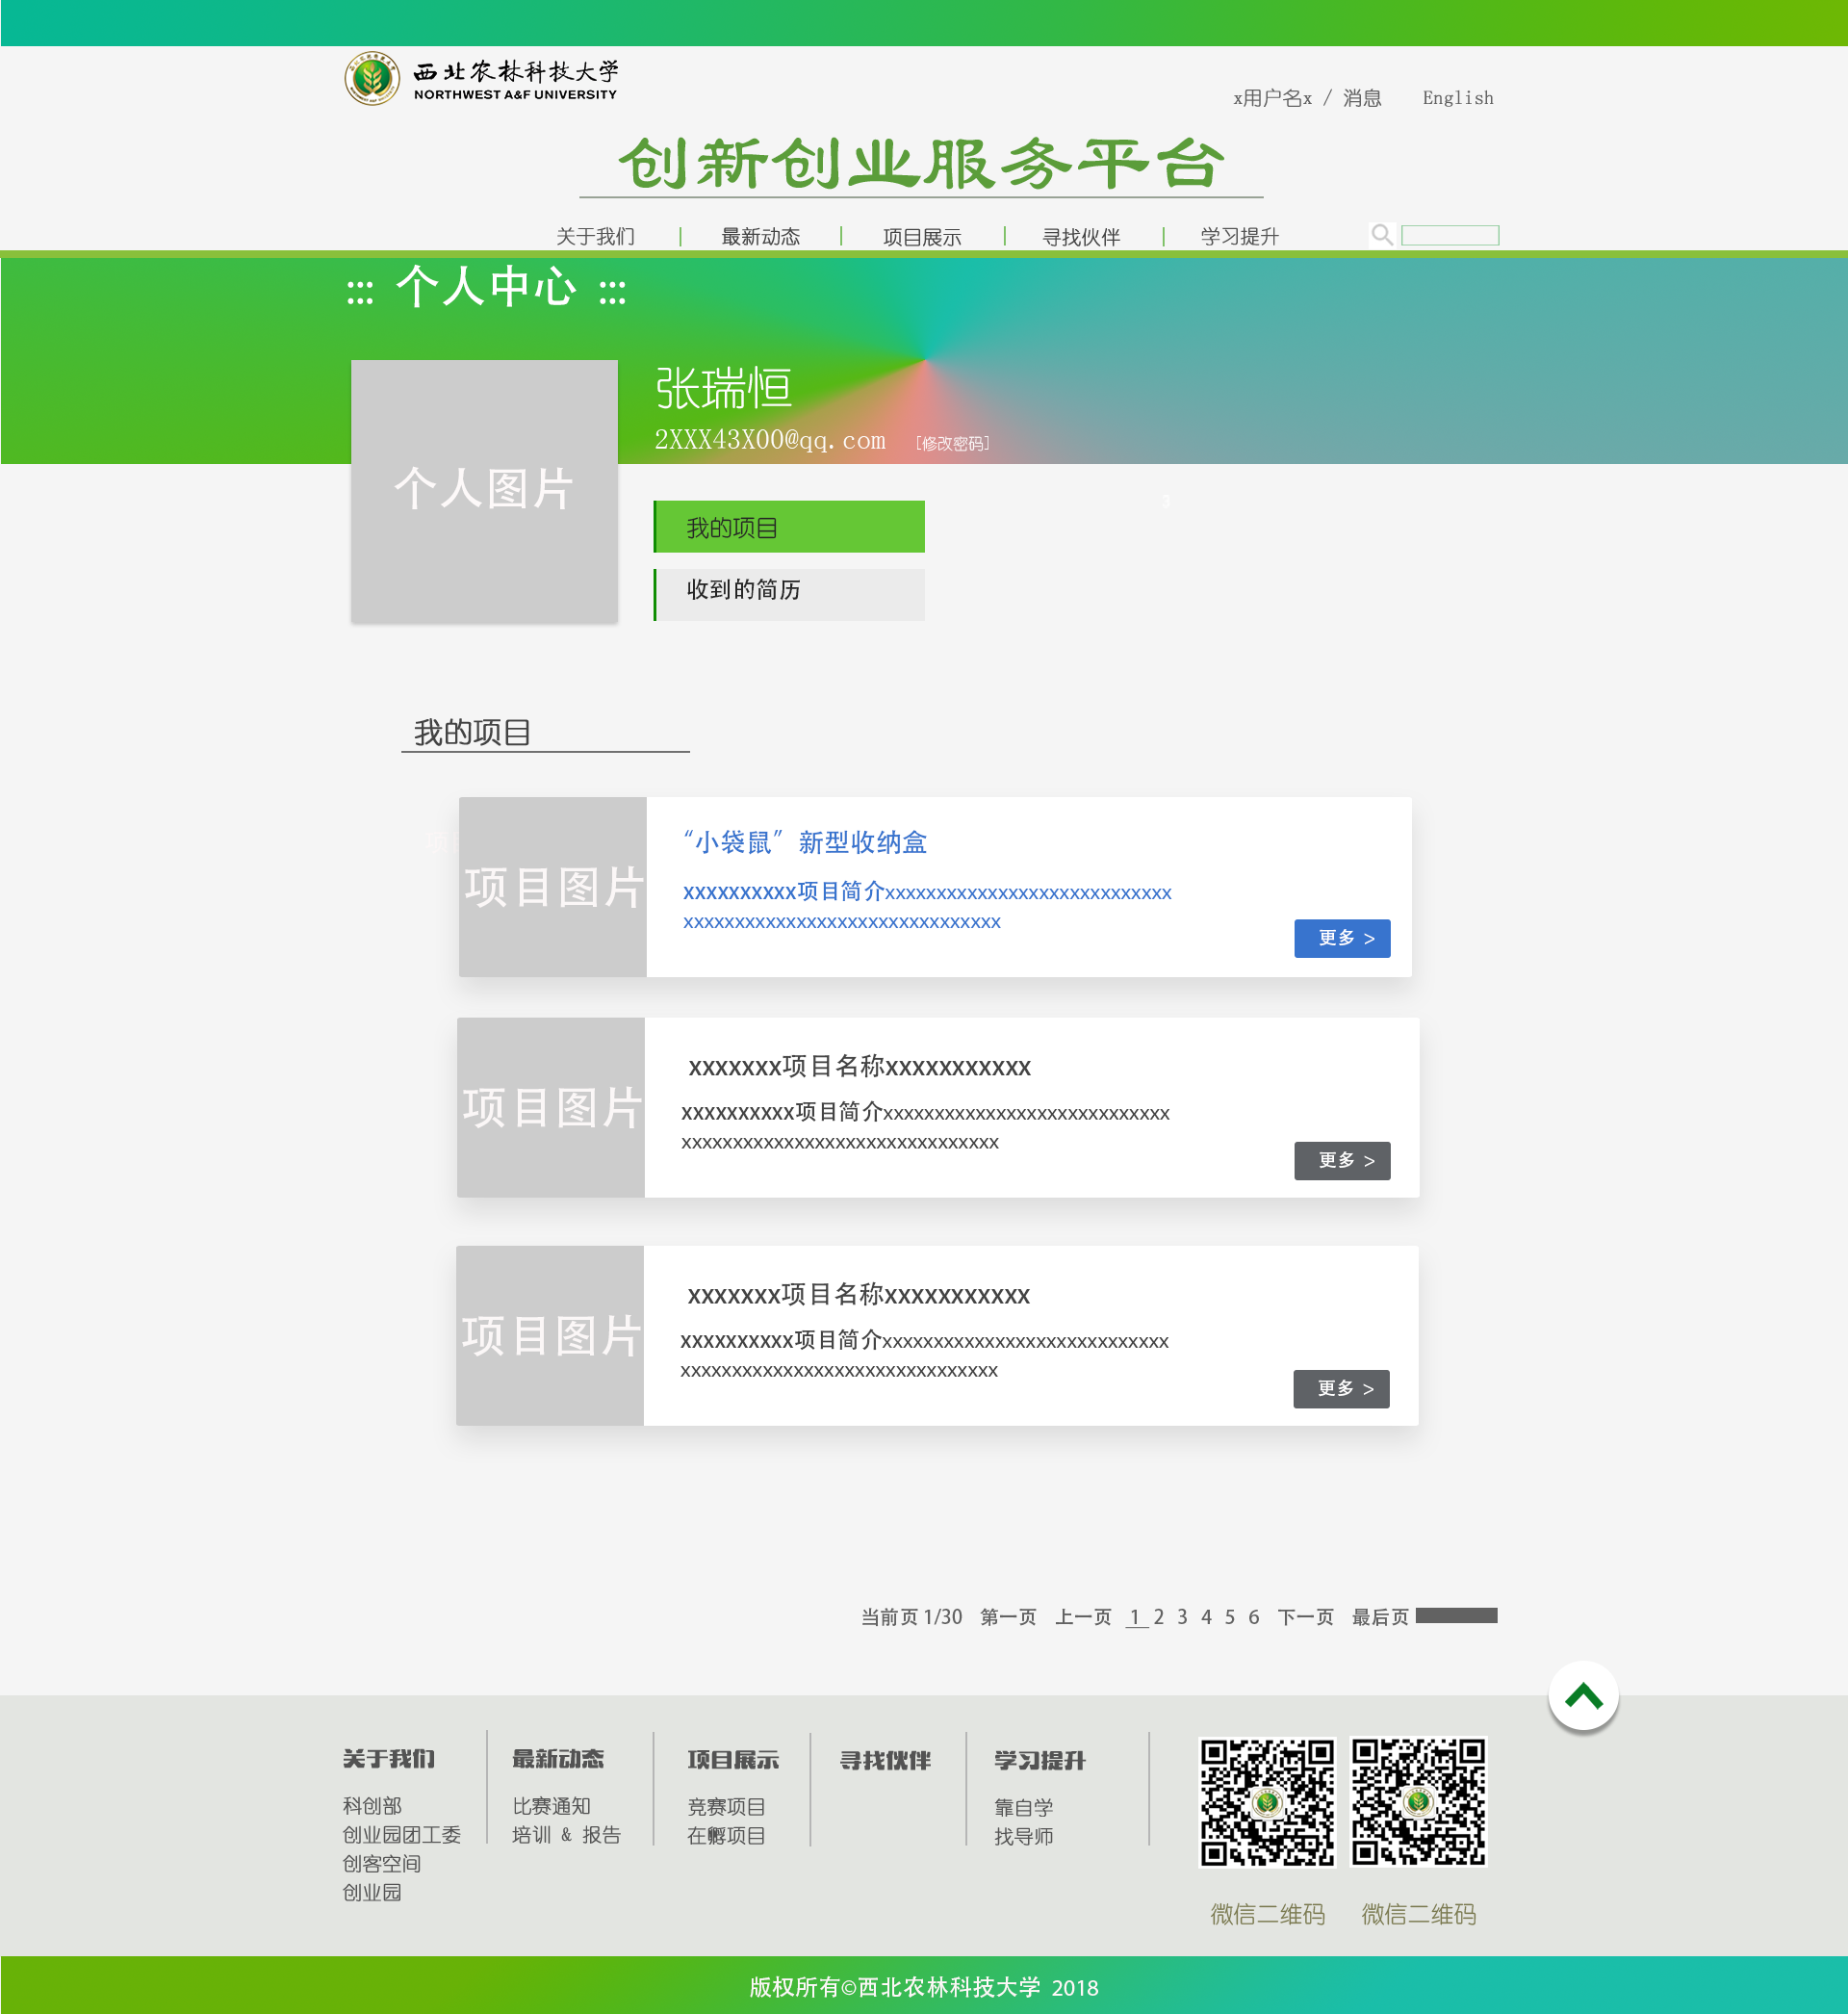 西北农林科技大学
NORTHWEST A&F UNIVERSITY
x用户名x / 消息 English
创新创业服务平台
关于我们 最新动态 项目展示 寻找伙伴 学习提升
::: 个人中心 :::
张瑞恒
2XXX43X00@qq.com [修改密码]
个人图片
3
我的项目
收到的简历
我的项目
项目图片
“小袋鼠”新型收纳盒
xxxxxxxxxx项目简介xxxxxxxxxxxxxxxxxxxxxxxxxxxx
xxxxxxxxxxxxxxxxxxxxxxxxxxxxxxx
更多 >
项目图片
xxxxxxx项目名称xxxxxxxxxxx
xxxxxxxxxx项目简介xxxxxxxxxxxxxxxxxxxxxxxxxxxx
xxxxxxxxxxxxxxxxxxxxxxxxxxxxxxx
更多 >
项目图片
xxxxxxx项目名称xxxxxxxxxxx
xxxxxxxxxx项目简介xxxxxxxxxxxxxxxxxxxxxxxxxxxx
xxxxxxxxxxxxxxxxxxxxxxxxxxxxxxx
更多 >
当前页 1/30 第一页 上一页 1 2 3 4 5 6 下一页 最后页
关于我们
科创部
创业园团工委
创客空间
创业园
最新动态
比赛通知
培训 & 报告
项目展示
竞赛项目
在孵项目
寻找伙伴
学习提升
靠自学
找导师
微信二维码 微信二维码
版权所有©西北农林科技大学 2018